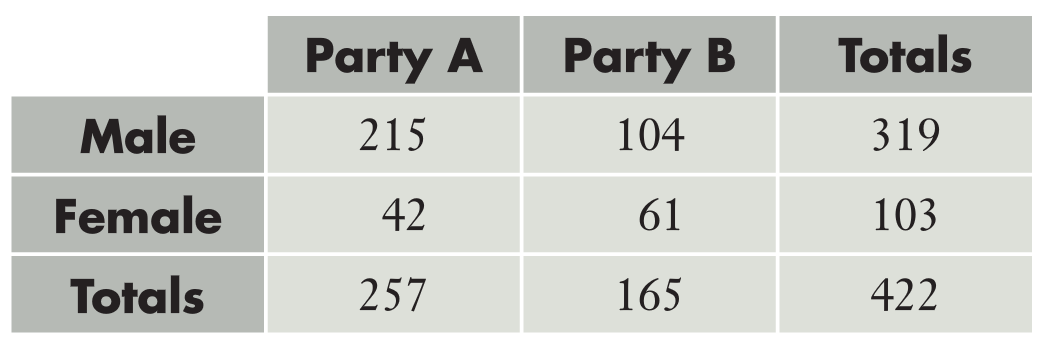 Party A Party B Totals
Male 215 104 319
Female 42 61 103
Totals 257 165 422